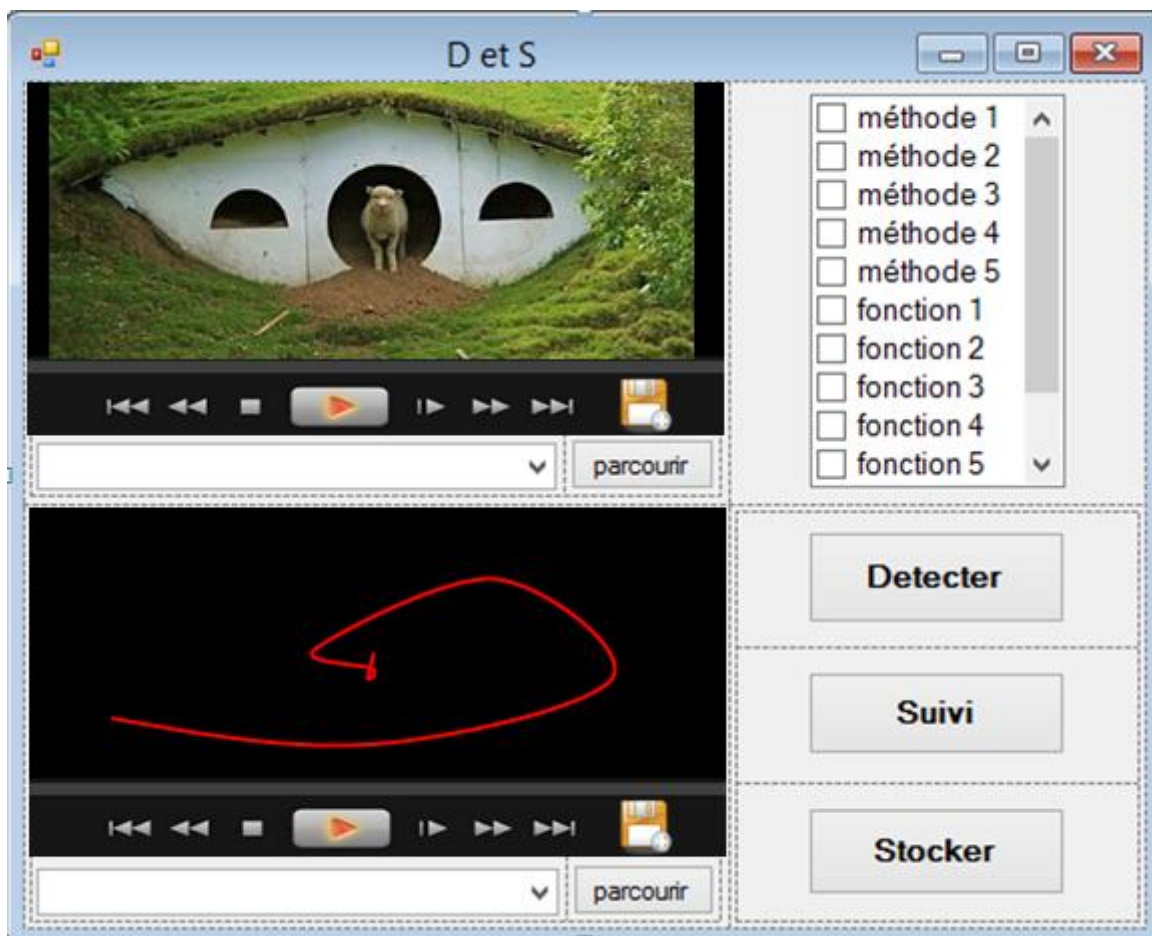 D et S
méthode 1
méthode 2
méthode 3
méthode 4
méthode 5
fonction 1
fonction 2
fonction 3
fonction 4
fonction 5
parcourir
Detecter
Suivi
Stocker
parcourir